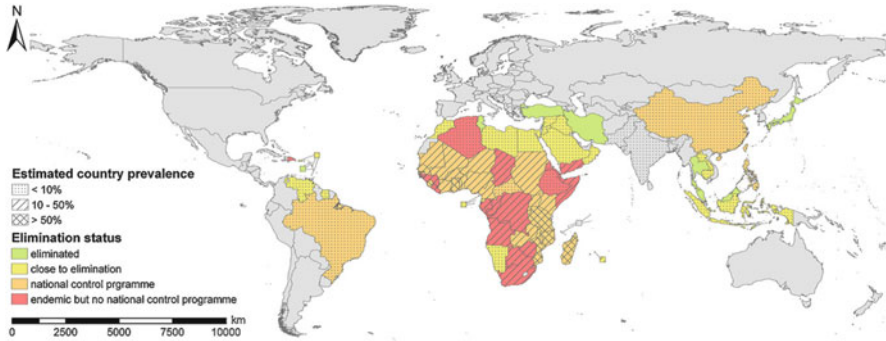 N
Estimated country prevalence
< 10%
10 - 50%
> 50%
Elimination status
eliminated
close to elimination
national control prgramme
endemic but no national control programme
km
0 2500 5000 7500 10000